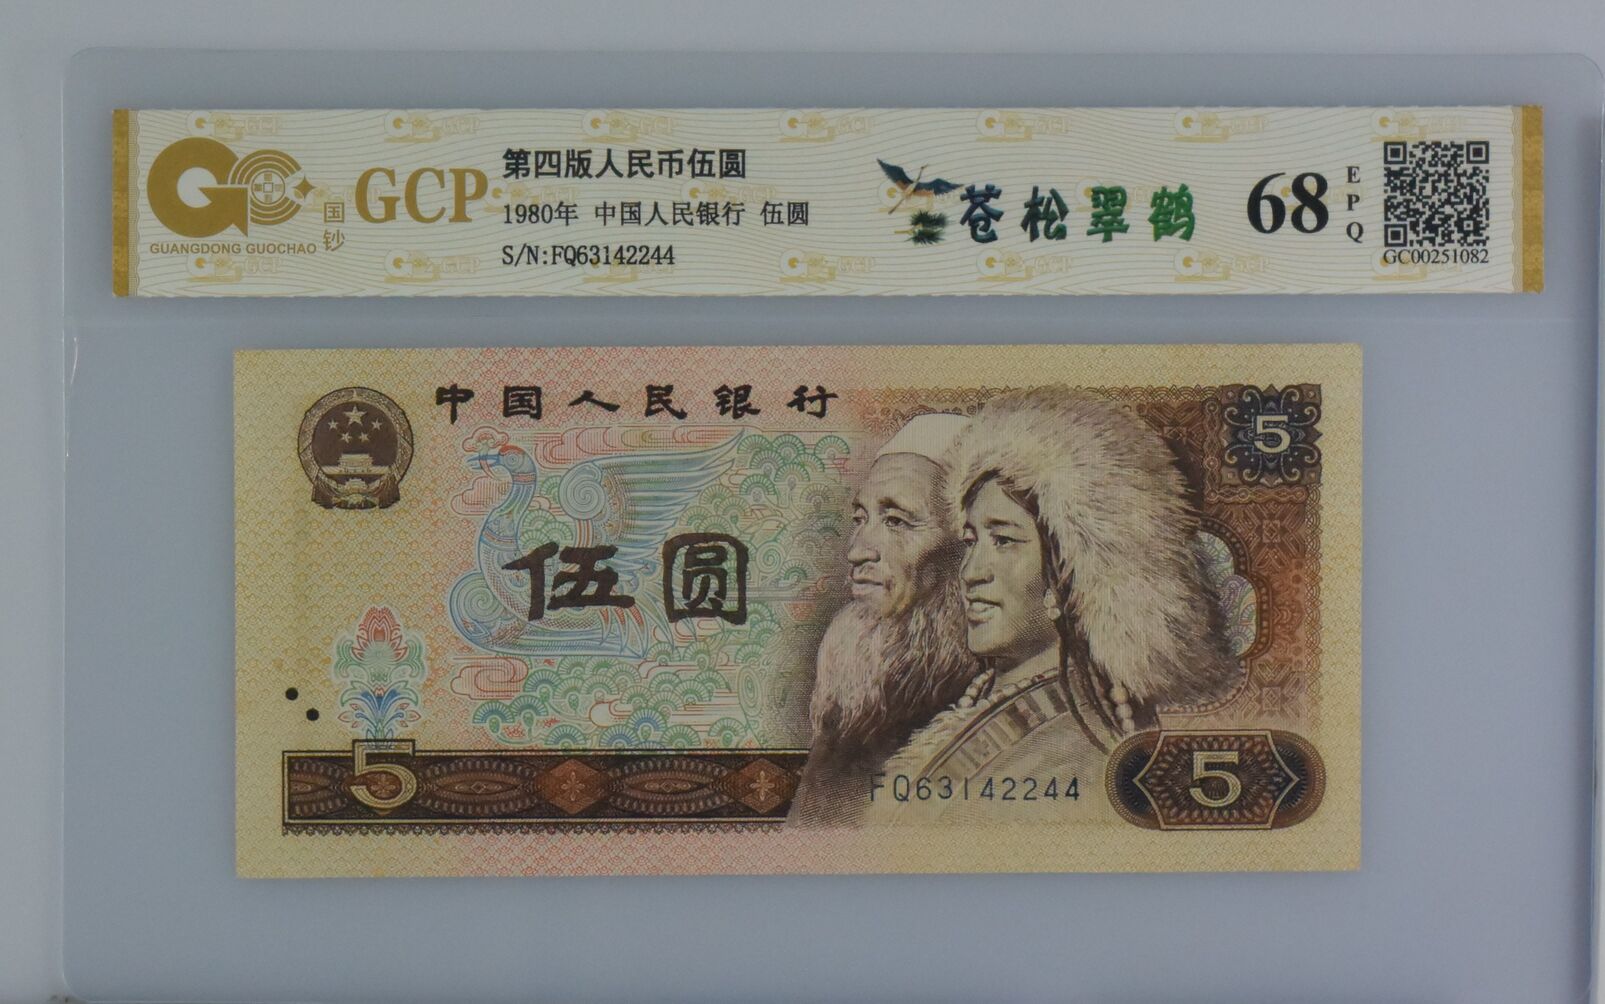 GUANGDONG GUOCHAO
国钞
GCP
第四版人民币伍圆
1980年 中国人民银行 伍圆
S/N:FQ63142244
苍松翠鹤
68
EPQ
GC00251082
中国人民银行
5
伍圆
5
FQ63142244
5